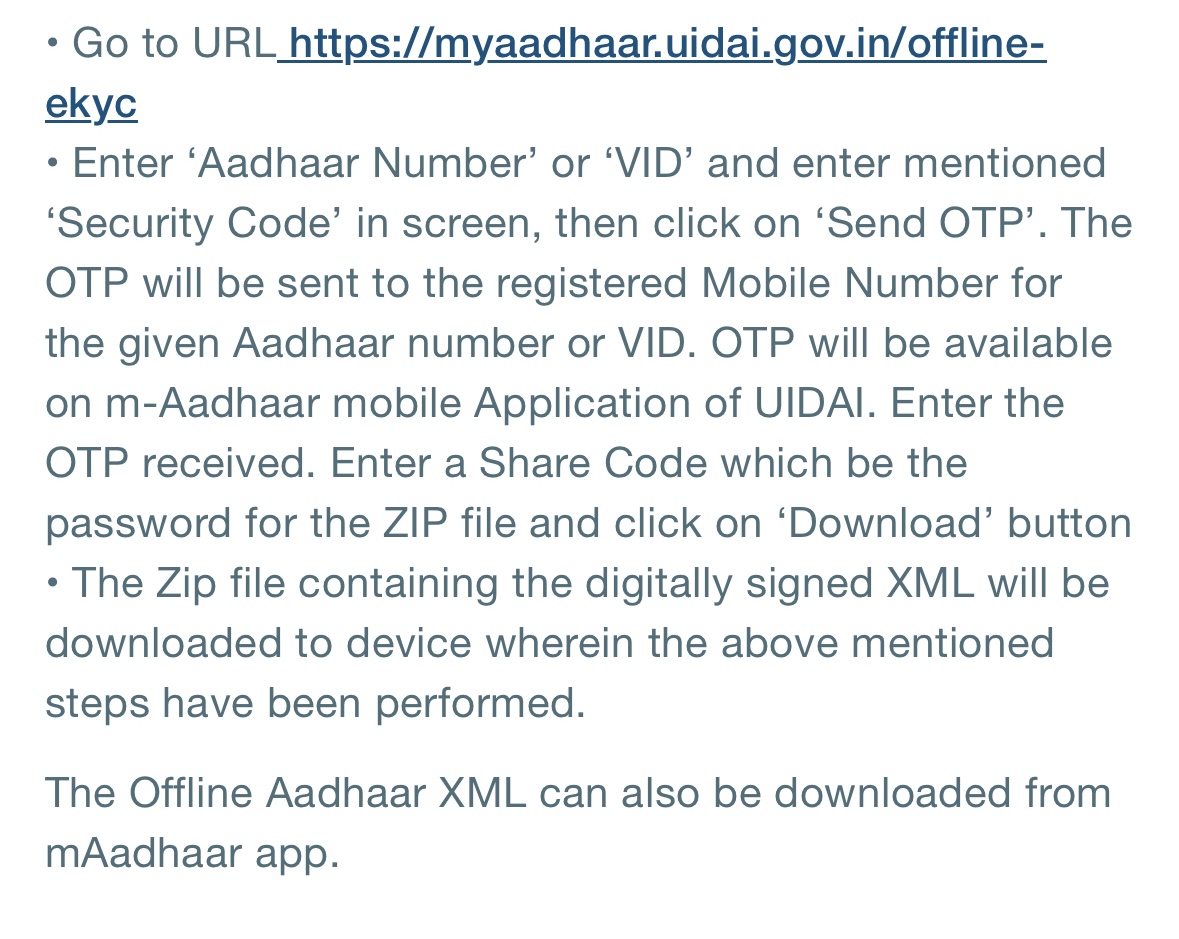 • Go to URL https://myaadhaar.uidai.gov.in/offline-
ekyc
• Enter ‘Aadhaar Number’ or ‘VID’ and enter mentioned
‘Security Code’ in screen, then click on ‘Send OTP’. The
OTP will be sent to the registered Mobile Number for
the given Aadhaar number or VID. OTP will be available
on m-Aadhaar mobile Application of UIDAI. Enter the
OTP received. Enter a Share Code which be the
password for the ZIP file and click on ‘Download’ button
• The Zip file containing the digitally signed XML will be
downloaded to device wherein the above mentioned
steps have been performed.
The Offline Aadhaar XML can also be downloaded from
mAadhaar app.